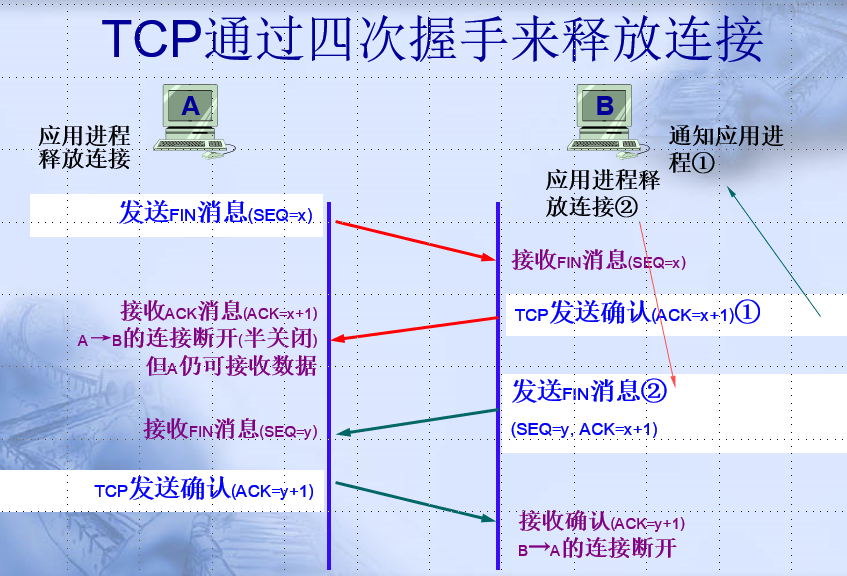 TCP通过四次握手来释放连接
A
B
应用进程
释放连接
通知应用进
程①
应用进程释
放连接②
发送FIN消息(SEQ=x)
接收FIN消息(SEQ=x)
接收ACK消息(ACK=x+1)
A→B的连接断开(半关闭)
但A仍可接收数据
TCP发送确认(ACK=x+1)①
发送FIN消息②
(SEQ=y, ACK=x+1)
接收FIN消息(SEQ=y)
TCP发送确认(ACK=y+1)
接收确认(ACK=y+1)
B→A的连接断开